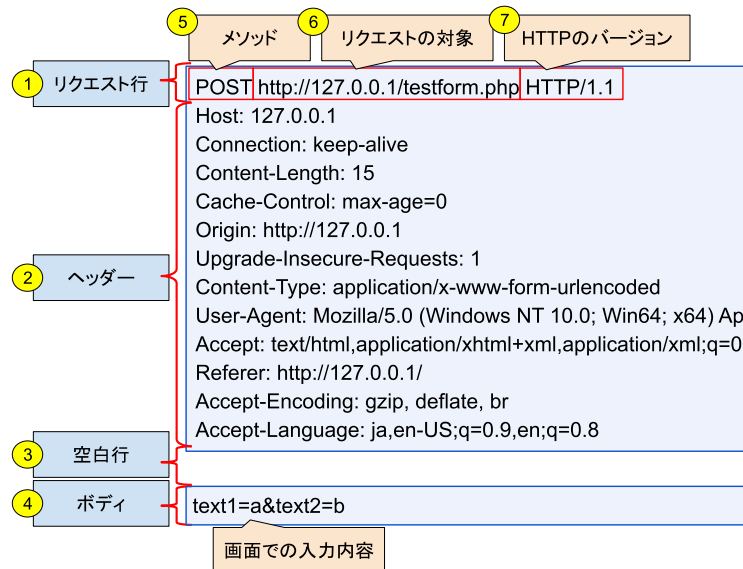 5 メソッド 6 リクエストの対象 7 HTTPのバージョン
1 リクエスト行
POST http://127.0.0.1/testform.php HTTP/1.1
Host: 127.0.0.1
Connection: keep-alive
Content-Length: 15
Cache-Control: max-age=0
Origin: http://127.0.0.1
Upgrade-Insecure-Requests: 1
2 ヘッダー
Content-Type: application/x-www-form-urlencoded
User-Agent: Mozilla/5.0 (Windows NT 10.0; Win64; x64) Ap
Accept: text/html,application/xhtml+xml,application/xml;q=0
Referer: http://127.0.0.1/
Accept-Encoding: gzip, deflate, br
Accept-Language: ja,en-US;q=0.9,en;q=0.8
3 空白行
4 ボディ
text1=a&text2=b
画面での入力内容